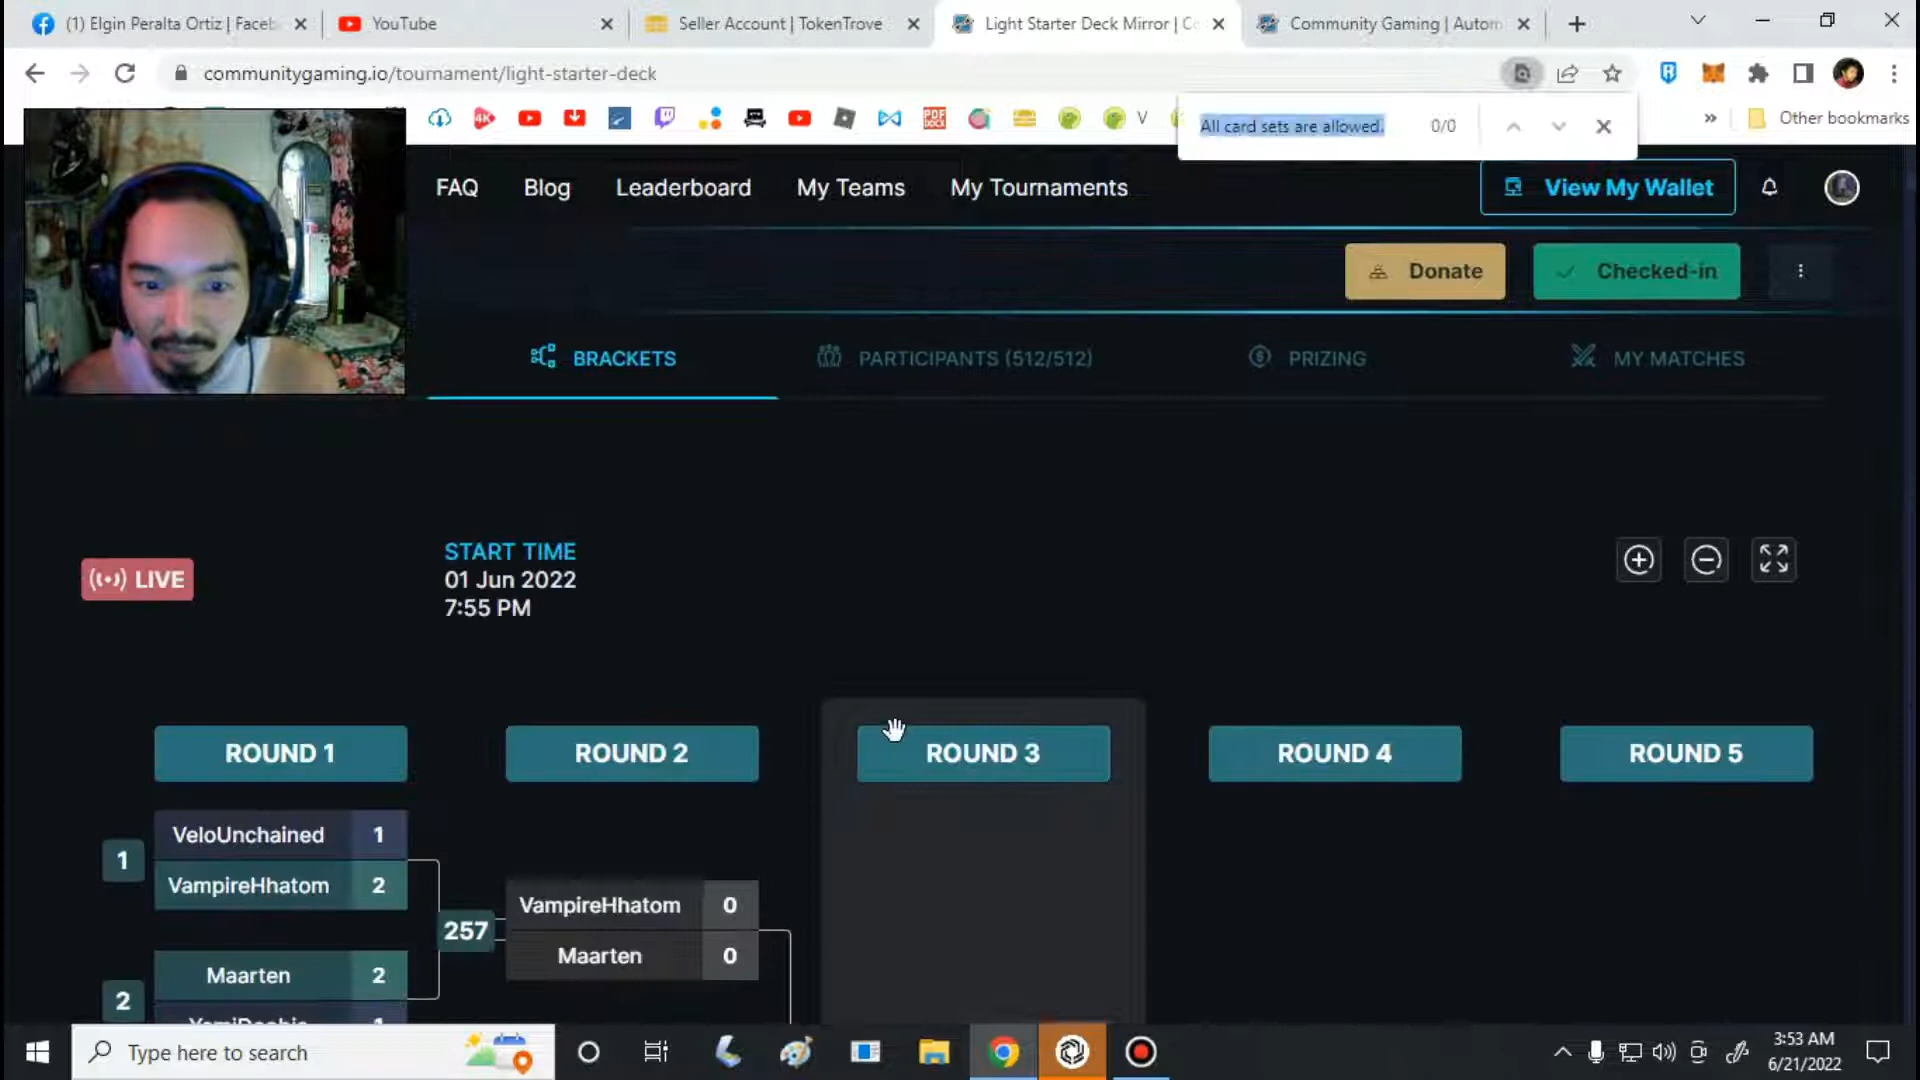 (1) Elgin Peralta Ortiz | Faceb
YouTube
Seller Account | TokenTrove
Light Starter Deck Mirror | Co
Community Gaming | Autom
communitygaming.io/tournament/light-starter-deck
4K
PDF
DOCK
V
All card sets are allowed.
0/0
»
Other bookmarks
FAQ
Blog
Leaderboard
My Teams
My Tournaments
View My Wallet
Donate
Checked-in
BRACKETS
PARTICIPANTS (512/512)
PRIZING
MY MATCHES
LIVE
START TIME
01 Jun 2022
7:55 PM
ROUND 1
ROUND 2
ROUND 3
ROUND 4
ROUND 5
1
VeloUnchained 1
VampireHhatom 2
257
VampireHhatom 0
Maarten 0
2
Maarten 2
Type here to search
3:53 AM
6/21/2022